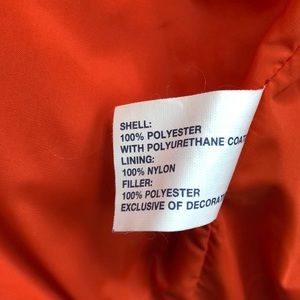 SHELL:
100% POLYESTER
WITH POLYURETHANE COAT
LINING:
100% NYLON
FILLER:
100% POLYESTER
EXCLUSIVE OF DECORAT